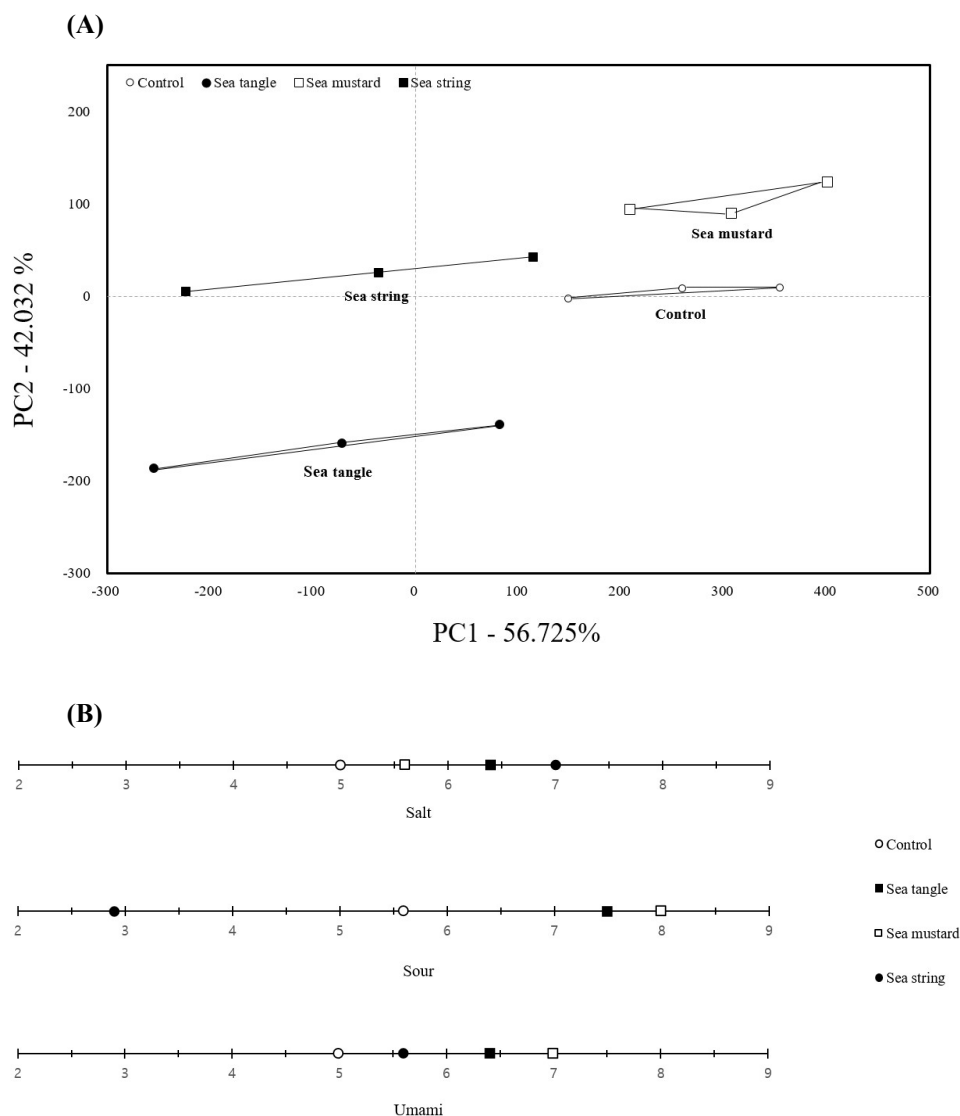 (A)
Control Sea tangle Sea mustard Sea string
200
100
0
-100
-200
-300
PC2 - 42.032 %
Sea mustard
Sea string
Control
Sea tangle
-300 -200 -100 0 100 200 300 400 500
PC1 - 56.725%
(B)
2 3 4 5 6 7 8 9
Salt
Control
Sea tangle
Sea mustard
Sea string
2 3 4 5 6 7 8 9
Sour
2 3 4 5 6 7 8 9
Umami